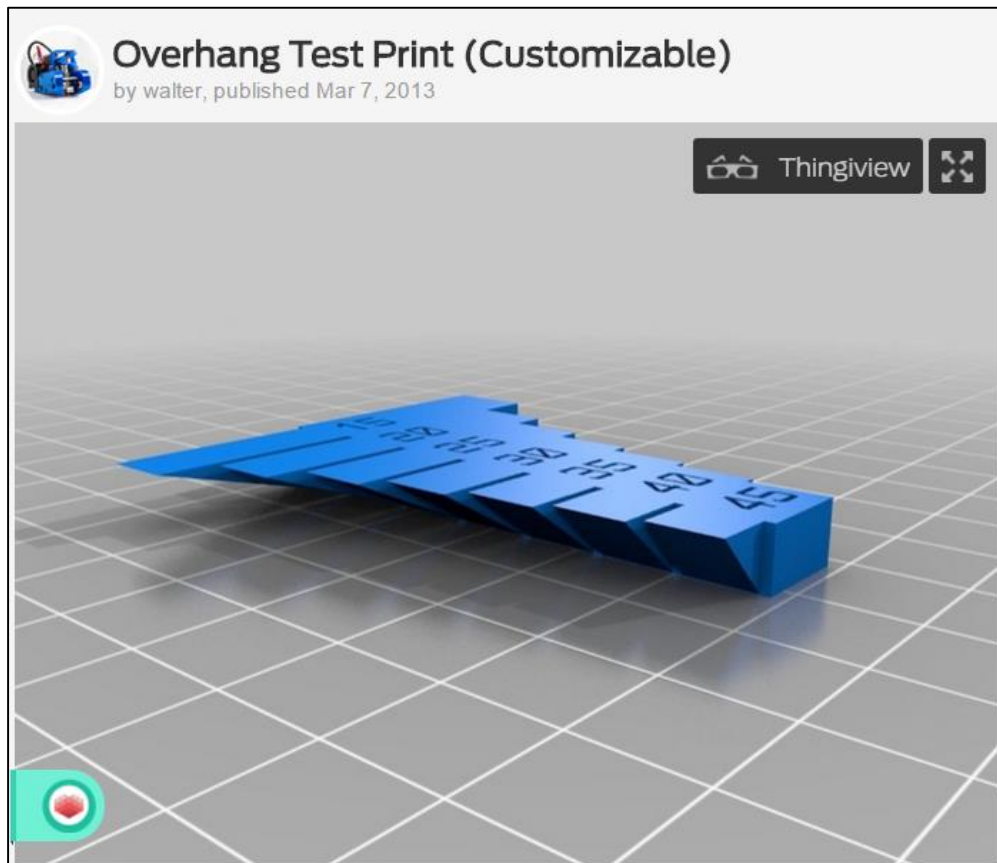 Overhang Test Print (Customizable)
by walter, published Mar 7, 2013
Thingiview
15
20
25
30
35
40
45